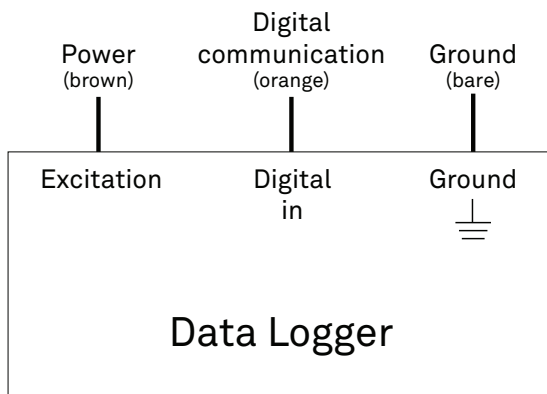 Power
(brown)
Digital
communication
(orange)
Ground
(bare)
Excitation
Digital
in
Ground
Data Logger